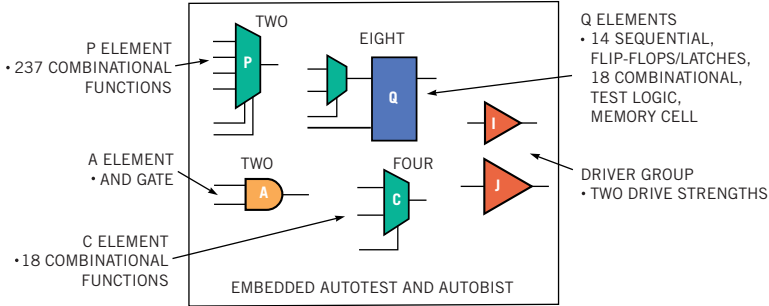 P ELEMENT
• 237 COMBINATIONAL
FUNCTIONS
TWO
P
EIGHT
Q
Q ELEMENTS
• 14 SEQUENTIAL,
FLIP-FLOPS/LATCHES,
18 COMBINATIONAL,
TEST LOGIC,
MEMORY CELL
I
J
DRIVER GROUP
• TWO DRIVE STRENGTHS
A ELEMENT
• AND GATE
TWO
A
FOUR
C
C ELEMENT
• 18 COMBINATIONAL
FUNCTIONS
EMBEDDED AUTOTEST AND AUTOBIST